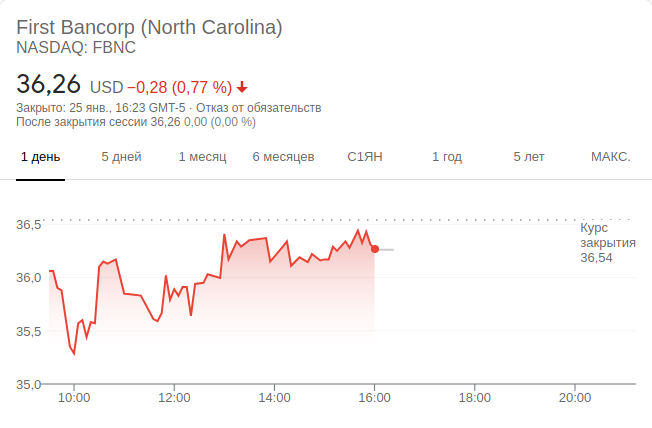 First Bancorp (North Carolina)
NASDAQ: FBNC
36,26 USD −0,28 (0,77 %)
Закрыто: 25 янв., 16:23 GMT-5 · Отказ от обязательств
После закрытия сессии 36,26 0,00 (0,00 %)
1 день 5 дней 1 месяц 6 месяцев С1ЯН 1 год 5 лет МАКС.
36,5
Курс
закрытия
36,54
36,0
35,5
35,0
10:00 12:00 14:00 16:00 18:00 20:00